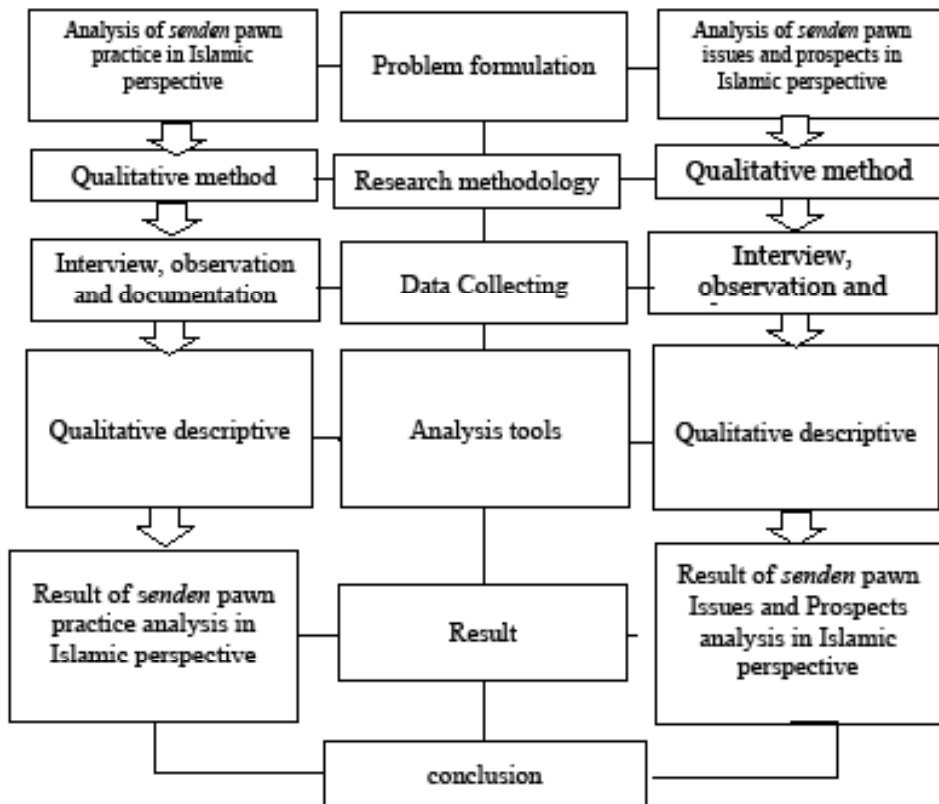 Analysis of senden pawn
practice in Islamic
perspective
Problem formulation
Analysis of senden pawn
issues and prospects in
Islamic perspective
Qualitative method
Research methodology
Qualitative method
Interview, observation
and documentation
Data Collecting
Interview,
observation and
Qualitative descriptive
Analysis tools
Qualitative descriptive
Result of senden pawn
practice analysis in
Islamic perspective
Result
Result of senden pawn
Issues and Prospects
analysis in Islamic
perspective
conclusion